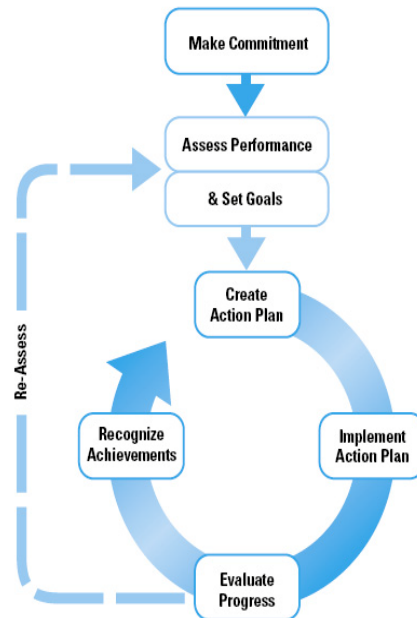 Make Commitment
Assess Performance
& Set Goals
Create
Action Plan
Implement
Action Plan
Evaluate
Progress
Recognize
Achievements
Re-Assess